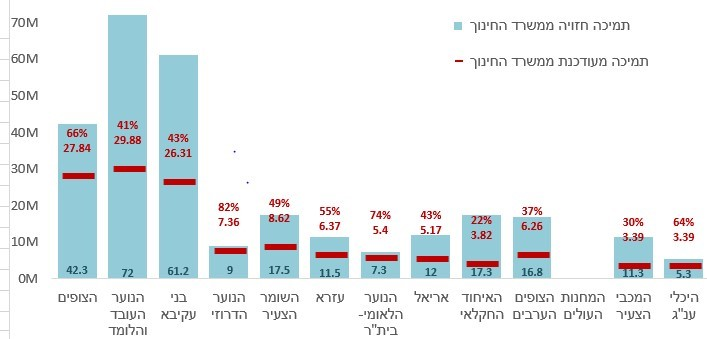 תמיכה חזויה ממשרד החינוך
תמיכה מעודכנת ממשרד החינוך
70M
60M
50M
40M
30M
20M
10M
0M
66%
27.84
42.3
41%
29.88
72
43%
26.31
61.2
82%
7.36
9
49%
8.62
17.5
55%
6.37
11.5
74%
5.4
7.3
43%
5.17
12
22%
3.82
17.3
37%
6.26
16.8
30%
3.39
11.3
64%
3.39
5.3
הצופים
הנוער
העובד
והלומד
בני
עקיבא
הנוער
הדרוזי
השומר
הצעיר
עזרא
הנוער
הלאומי-
בית"ר
אריאל
האיחוד
החקלאי
הצופים
הערבים
המחנות
העולים
המכבי
הצעיר
היכלי
ענ"ג